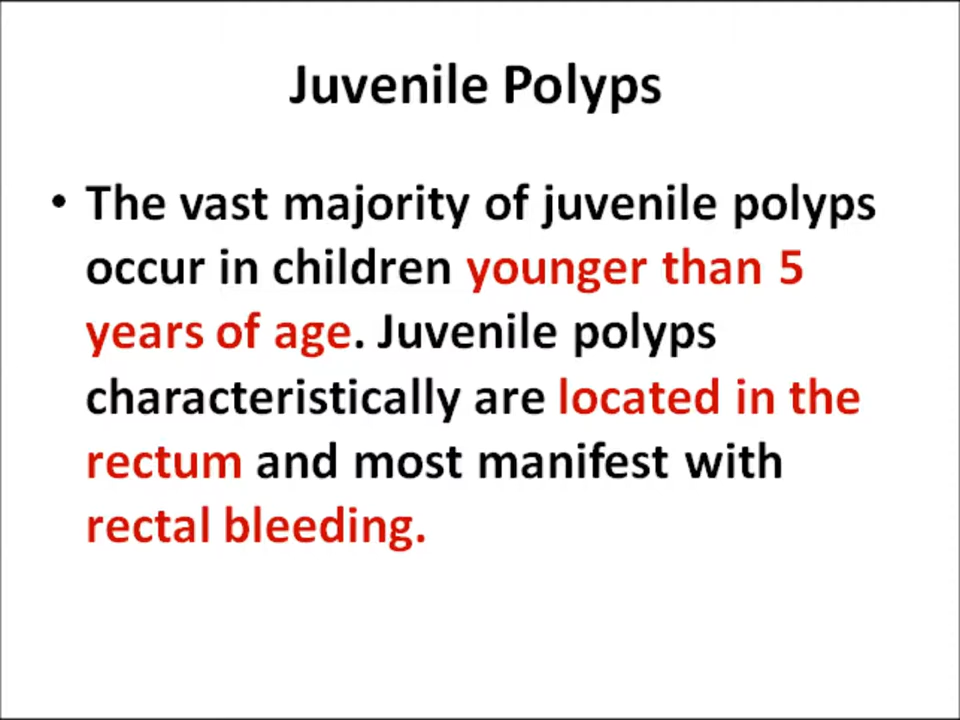 Juvenile Polyps
• The vast majority of juvenile polyps
occur in children younger than 5
years of age. Juvenile polyps
characteristically are located in the
rectum and most manifest with
rectal bleeding.